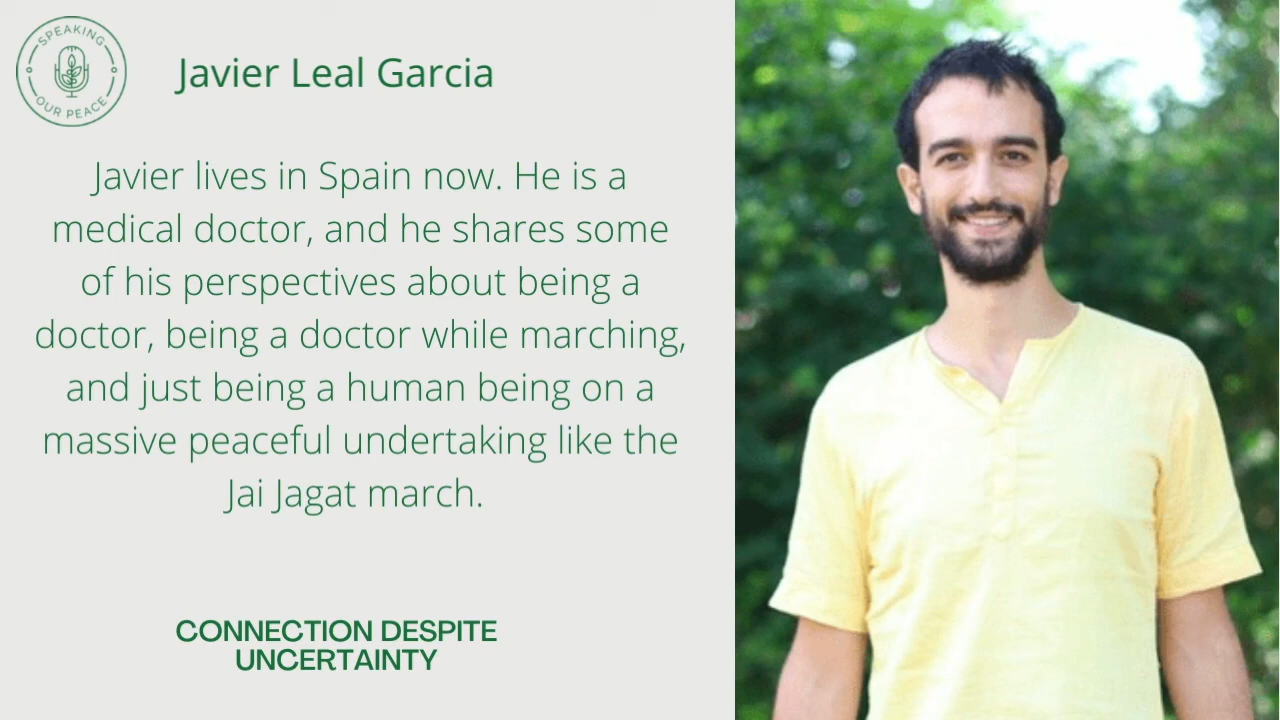 SPEAKING
OUR PEACE
Javier Leal Garcia
Javier lives in Spain now. He is a
medical doctor, and he shares some
of his perspectives about being a
doctor, being a doctor while marching,
and just being a human being on a
massive peaceful undertaking like the
Jai Jagat march.
CONNECTION DESPITE
UNCERTAINTY